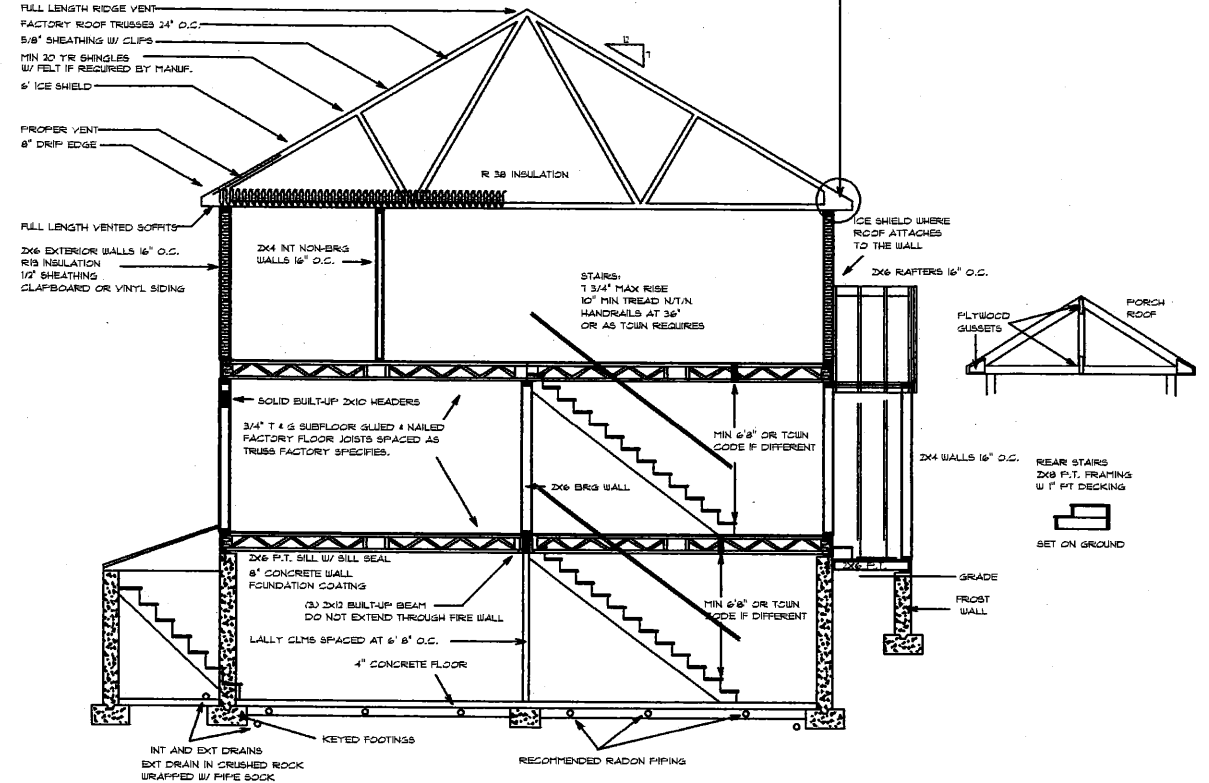 FULL LENGTH RIDGE VENT
FACTORY ROOF TRUSSES 24" O.C.
5/8" SHEATHING W/ CLIPS
MIN 20 YR SHINGLES
W/ FELT IF REQUIRED BY MANUF.
6' ICE SHIELD
PROPER VENT
8" DRIP EDGE
12
7
R 38 INSULATION
FULL LENGTH VENTED SOFFITS
2X6 EXTERIOR WALLS 16" O.C.
R19 INSULATION
1/2" SHEATHING
CLAPBOARD OR VINYL SIDING
2X4 INT NON-BRG
WALLS 16" O.C.
STAIRS:
7 3/4" MAX RISE
10" MIN TREAD N/T/N
HANDRAILS AT 36"
OR AS TOWN REQUIRES
ICE SHIELD WHERE
ROOF ATTACHES
TO THE WALL
2X6 RAFTERS 16" O.C.
PLYWOOD
GUSSETS
PORCH
ROOF
SOLID BUILT-UP 2X10 HEADERS
3/4" T & G SUBFLOOR GLUED & NAILED
FACTORY FLOOR JOISTS SPACED AS
TRUSS FACTORY SPECIFIES.
MIN 6'8" OR TOWN
CODE IF DIFFERENT
2X4 WALLS 16" O.C.
REAR STAIRS
2X8 P.T. FRAMING
W 1" PT DECKING
SET ON GROUND
2X6 BRG WALL
2X6 P.T. SILL W/ SILL SEAL
8" CONCRETE WALL
FOUNDATION COATING
(3) 2X12 BUILT-UP BEAM
DO NOT EXTEND THROUGH FIRE WALL
MIN 6'8" OR TOWN
CODE IF DIFFERENT
2X6 P.T.
GRADE
FROST
WALL
LALLY CLMS SPACED AT 6' 8" O.C.
4" CONCRETE FLOOR
KEYED FOOTINGS
INT AND EXT DRAINS
EXT DRAIN IN CRUSHED ROCK
WRAPPED W/ PIPE SOCK
RECOMMENDED RADON PIPING